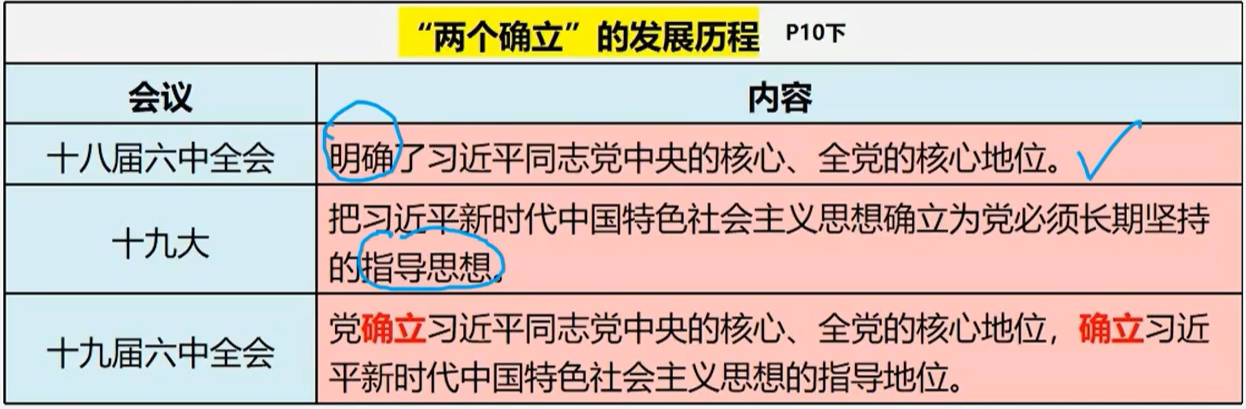 “两个确立”的发展历程 P10下
会议 内容
十八届六中全会 明确了习近平同志党中央的核心、全党的核心地位。
十九大 把习近平新时代中国特色社会主义思想确立为党必须长期坚持
的指导思想。
十九届六中全会 党确立习近平同志党中央的核心、全党的核心地位，确立习近
平新时代中国特色社会主义思想的指导地位。